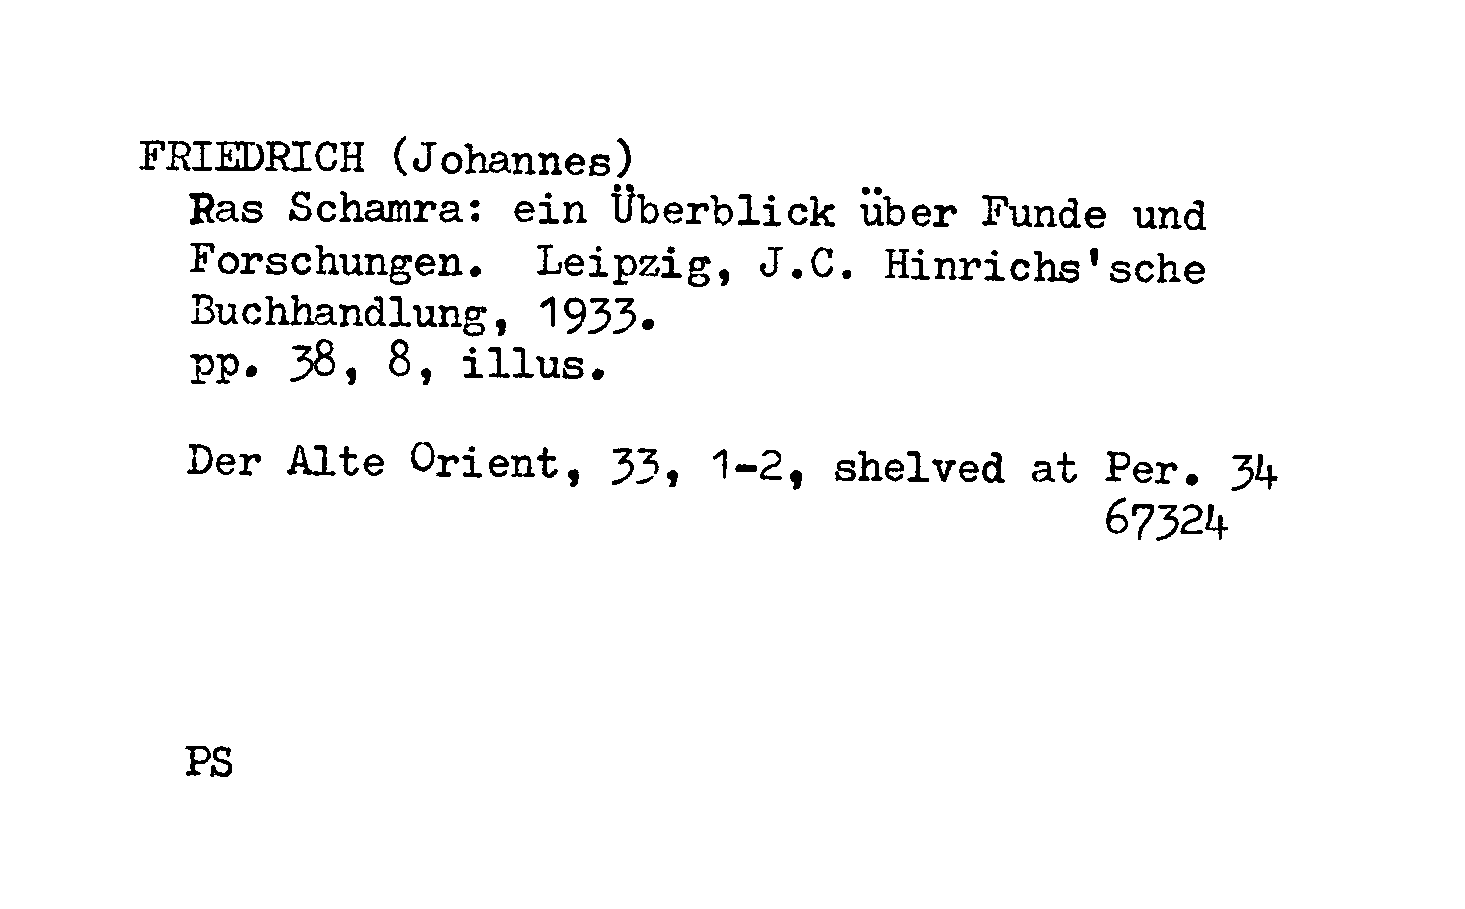 FRIEDRICH (Johannes)
Ras Schamra: ein Überblick über Funde und
Forschungen. Leipzig, J.C. Hinrichs'sche
Buchhandlung, 1933.
pp. 38, 8, illus.
Der Alte Orient, 33, 1-2, shelved at Per. 34
67324
PS